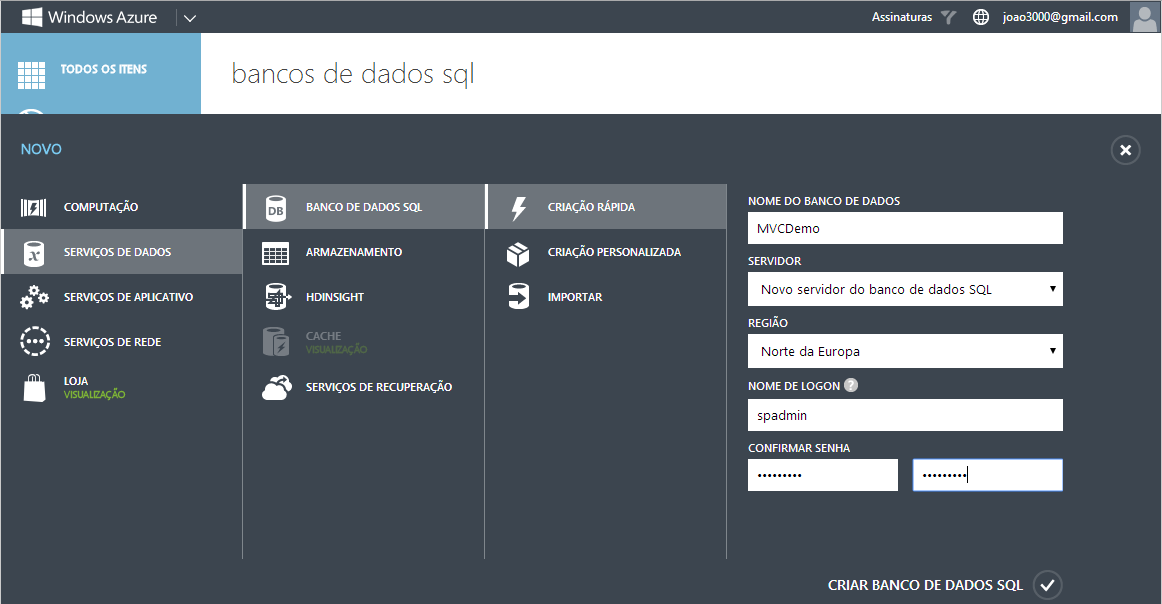 Windows Azure
Assinaturas
joao3000@gmail.com
TODOS OS ITENS
bancos de dados sql
NOVO
COMPUTAÇÃO
SERVIÇOS DE DADOS
SERVIÇOS DE APLICATIVO
SERVIÇOS DE REDE
LOJA
VISUALIZAÇÃO
DB
BANCO DE DADOS SQL
ARMAZENAMENTO
HDINSIGHT
CACHE
VISUALIZAÇÃO
SERVIÇOS DE RECUPERAÇÃO
CRIAÇÃO RÁPIDA
CRIAÇÃO PERSONALIZADA
IMPORTAR
NOME DO BANCO DE DADOS
MVCDemo
SERVIDOR
Novo servidor do banco de dados SQL
REGIÃO
Norte da Europa
NOME DE LOGON ?
spadmin
CONFIRMAR SENHA
••••••••• •••••••••
CRIAR BANCO DE DADOS SQL